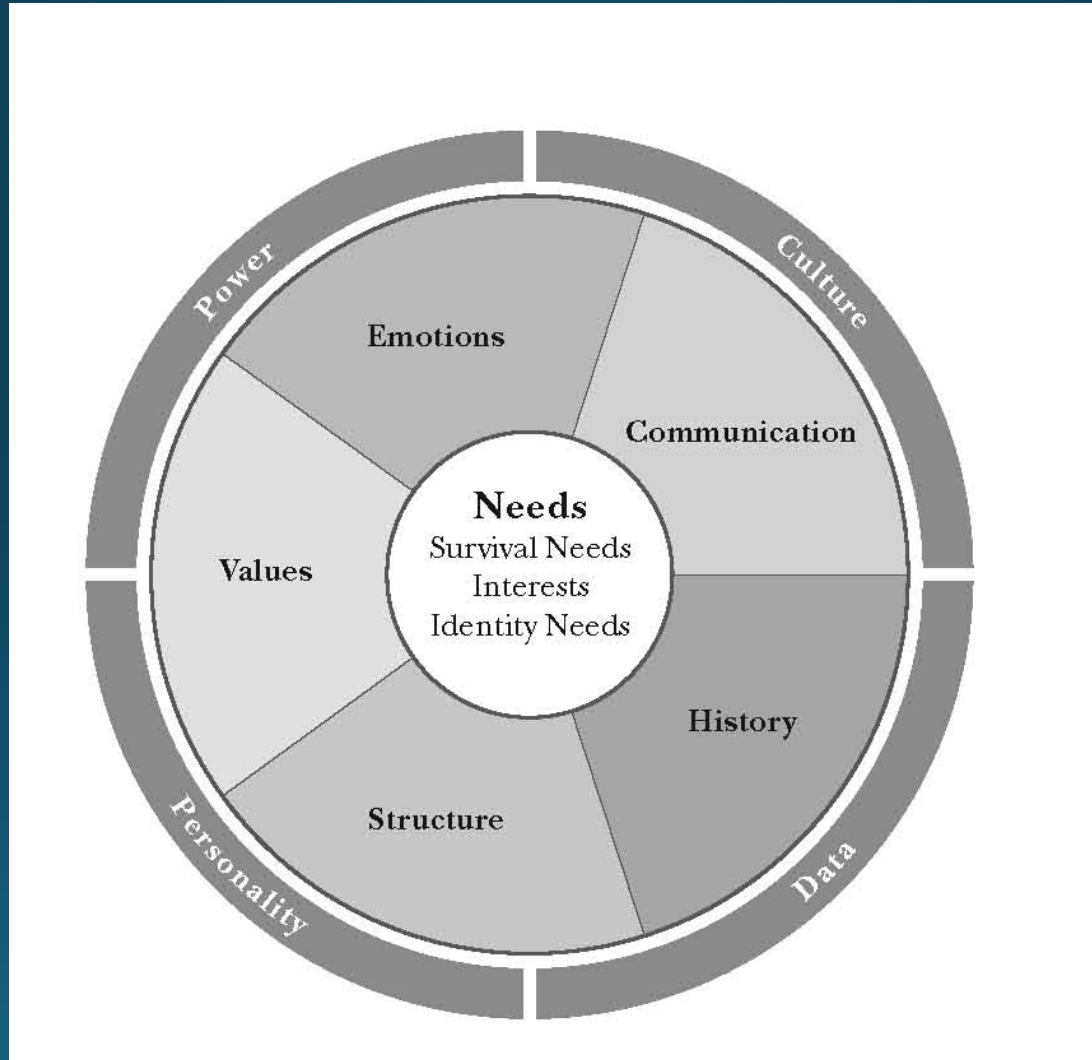 Power
Culture
Emotions
Communication
Needs
Survival Needs
Interests
Identity Needs
Values
History
Structure
Personality
Data